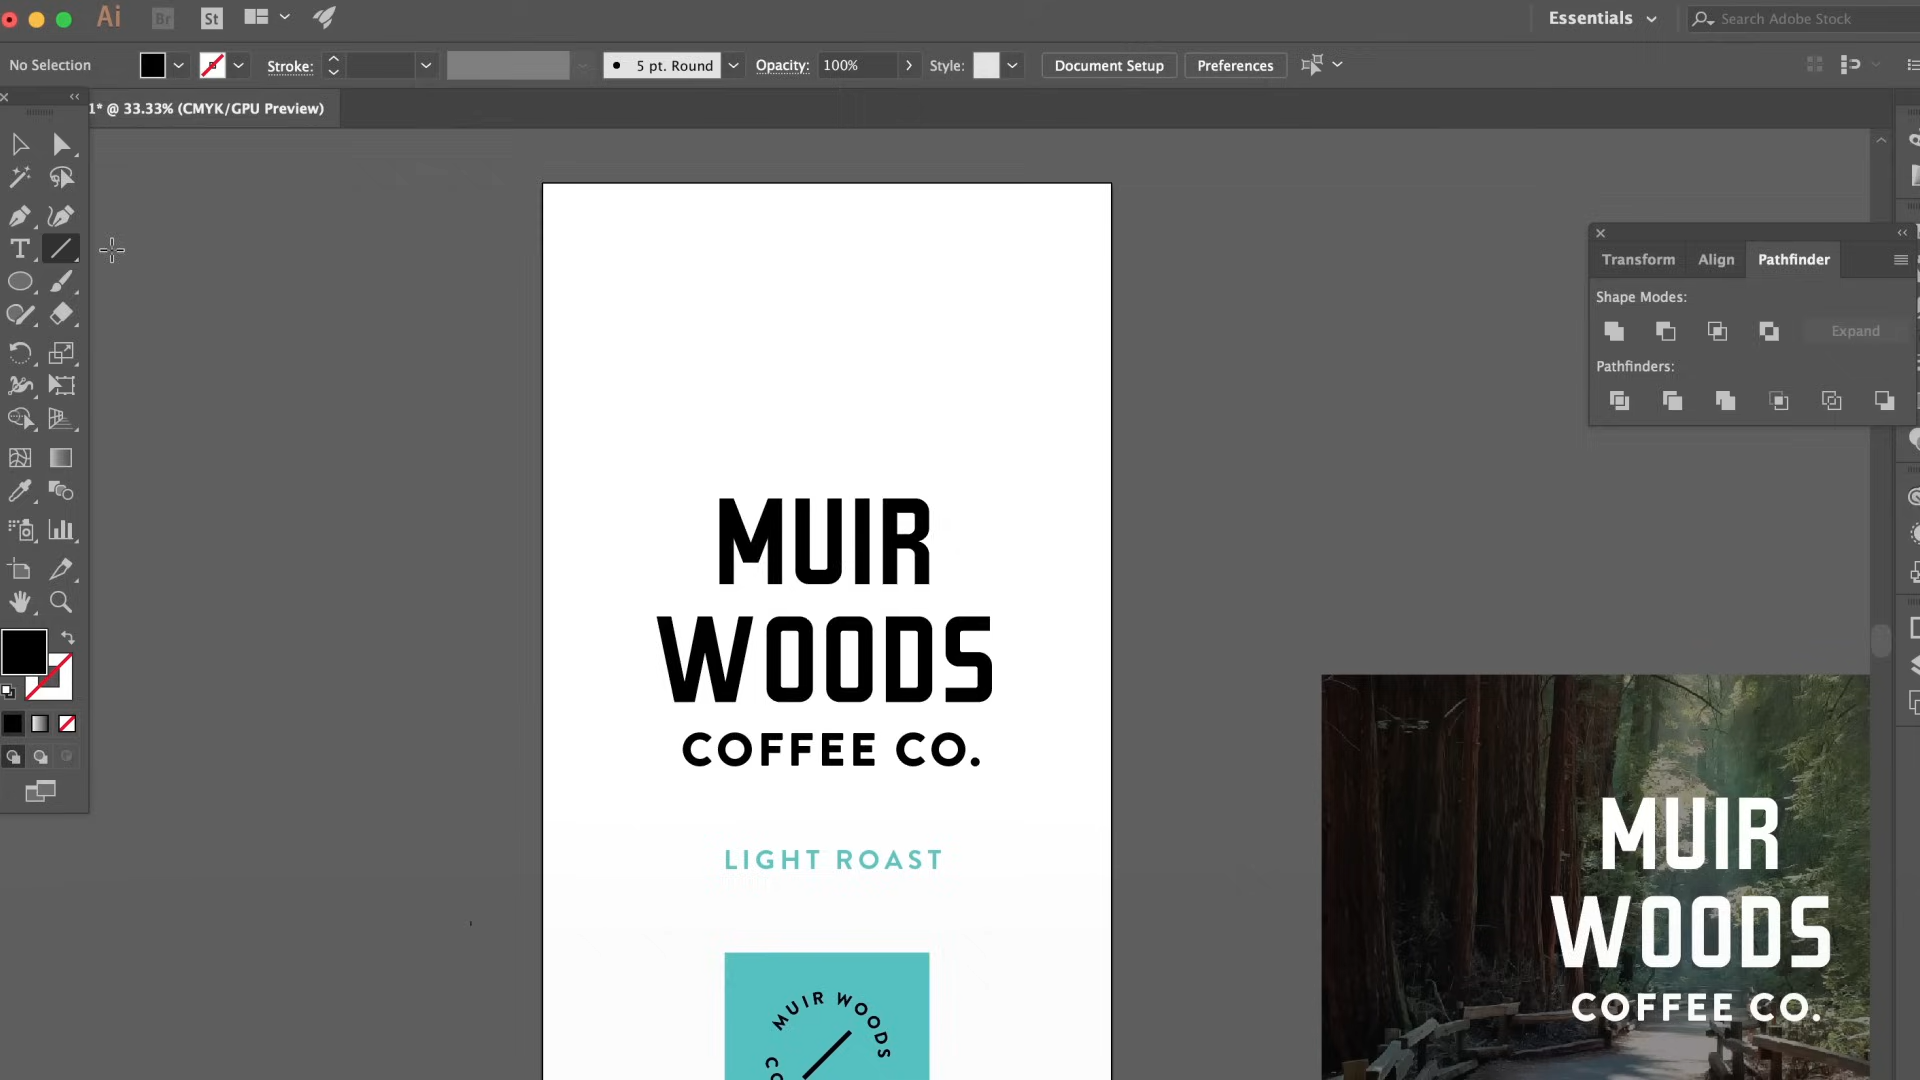 Ai
Br
St
Essentials
Search Adobe Stock
No Selection
Stroke:
5 pt. Round
Opacity:
100%
Style:
Document Setup
Preferences
1* @ 33.33% (CMYK/GPU Preview)
T
Transform
Align
Pathfinder
Shape Modes:
Expand
Pathfinders:
MUIR
WOODS
COFFEE CO.
LIGHT ROAST
MUIR WOODS
CO
MUIR
WOODS
COFFEE CO.